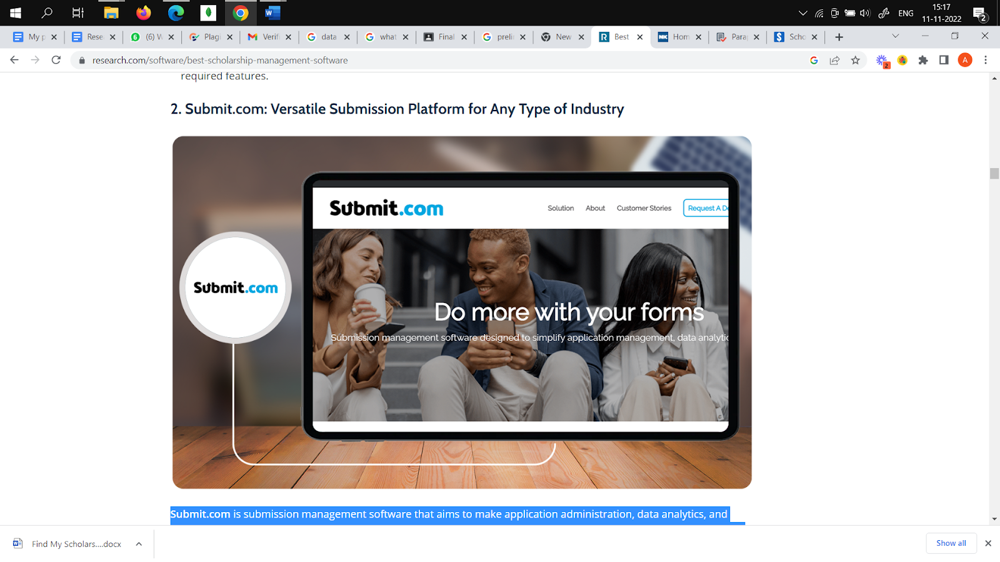 15:17
ENG
11-11-2022
2
My p
Rese
(6) W
Plagi
Verifi
data
what
Final
preli
New
Best
Hom
Para
Scho
research.com/software/best-scholarship-management-software
2
A
required features.
2. Submit.com: Versatile Submission Platform for Any Type of Industry
Submit.com
Solution About Customer Stories Request A De
Submit.com
Do more with your forms
Submission management software designed to simplify application management, data analytic
Submit.com is submission management software that aims to make application administration, data analytics, and
Find My Scholars....docx
Show all